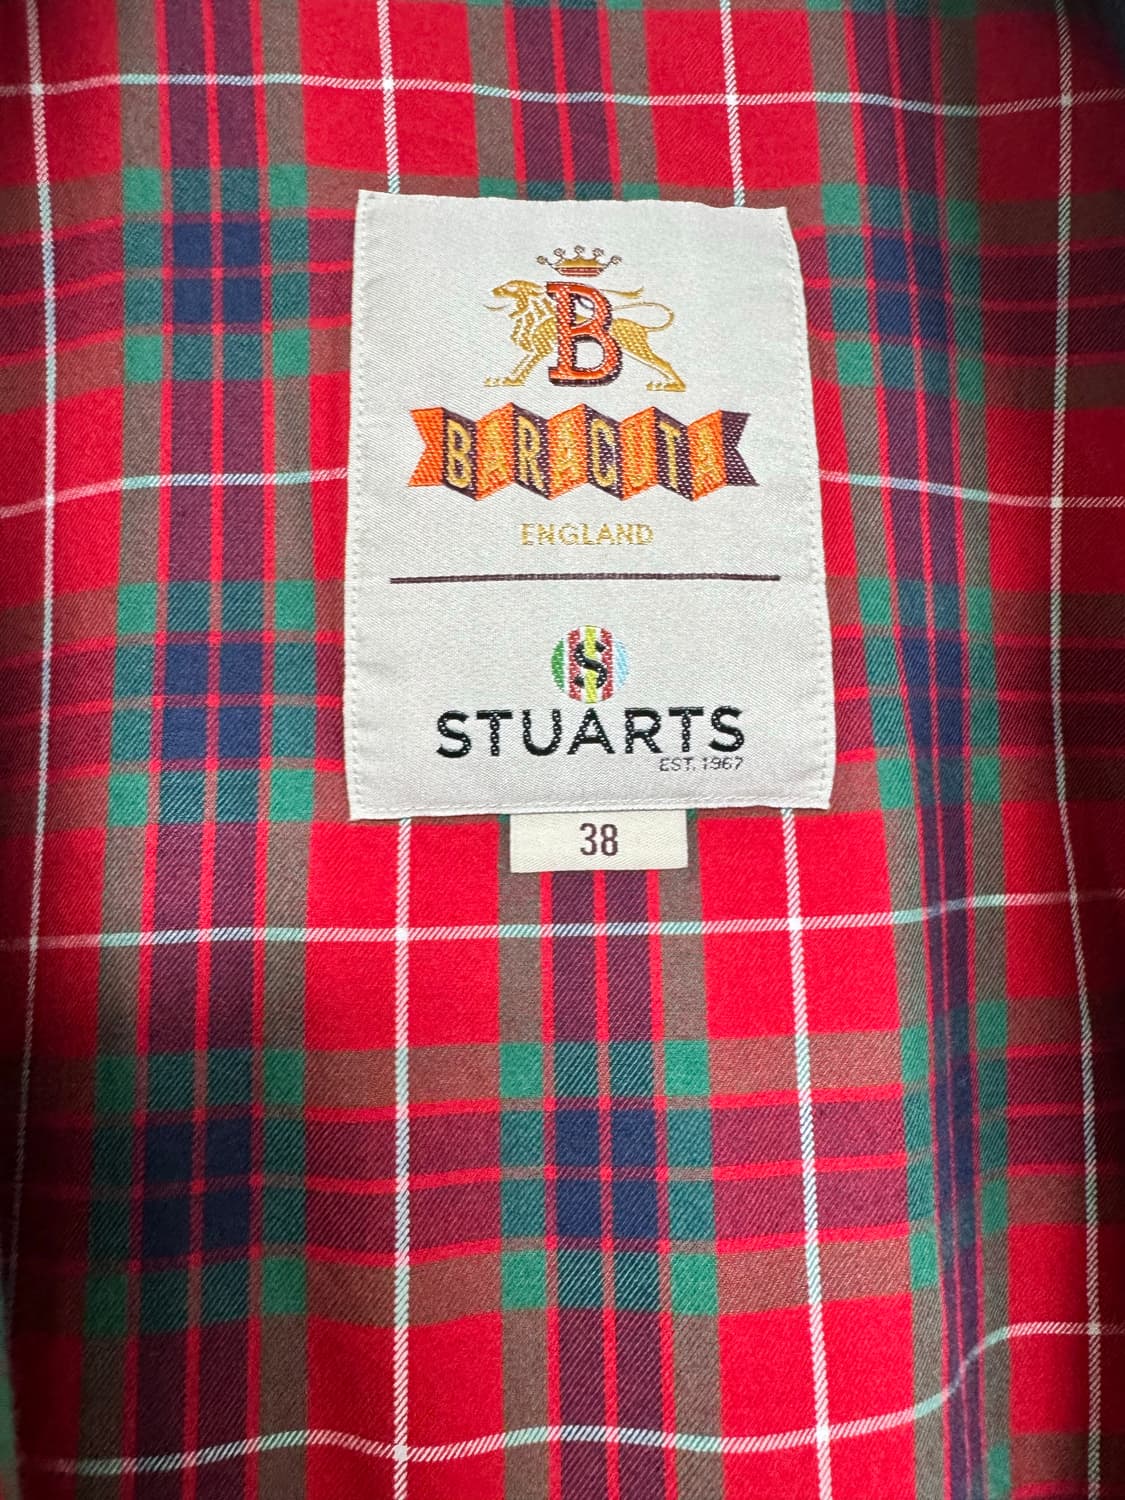 B
BARACUTA
ENGLAND
S
STUARTS
EST. 1967
38